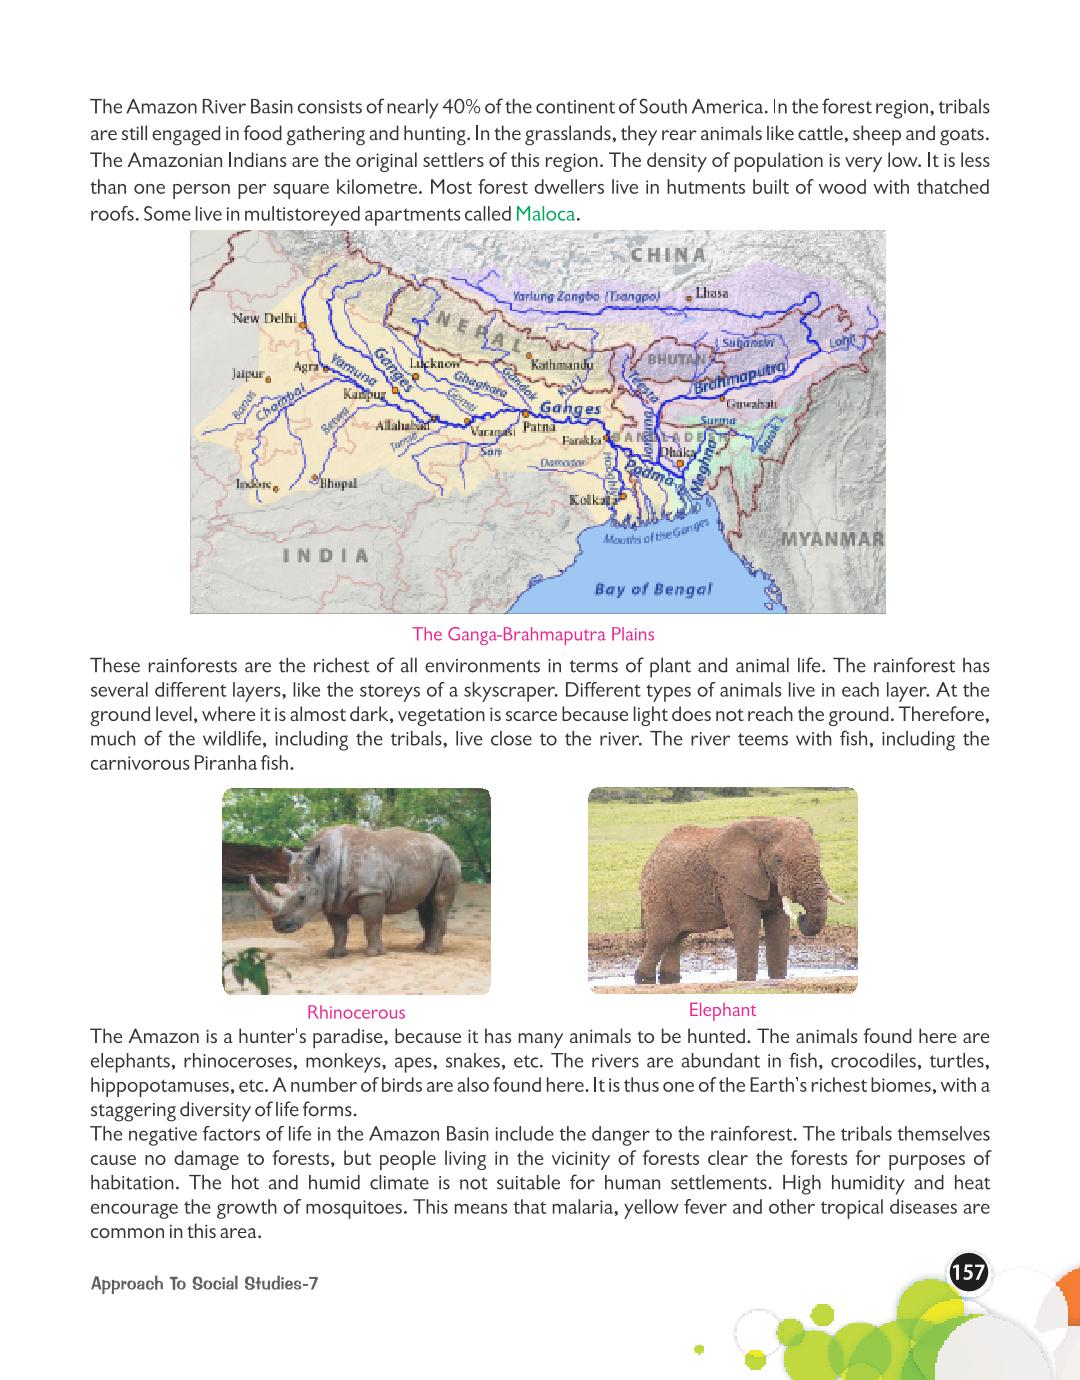 The Amazon River Basin consists of nearly 40% of the continent of South America. In the forest region, tribals
are still engaged in food gathering and hunting. In the grasslands, they rear animals like cattle, sheep and goats.
The Amazonian Indians are the original settlers of this region. The density of population is very low. It is less
than one person per square kilometre. Most forest dwellers live in hutments built of wood with thatched
roofs. Some live in multistoreyed apartments called Maloca.
CHINA
Yarlung Zangbo (Tsangpo)
Lhasa
New Delhi
NEPAL
Subansiri
Lohit
BHUTAN
Agra
Yamuna
Ganges
Lucknow
Kathmandu
Jaipur
Ghaghara
Gandak
Kosi
Teesta
Brahmaputra
Banas
Chambal
Kanpur
Gomti
Ganges
Guwahati
Betwa
Allahabad
Varanasi
Patna
Surma
Tamsa
Farakka
BANGLADESH
Jamuna
Barak
Son
Dhaka
Damodar
Hooghly
Padma
Meghna
Indore
Bhopal
Kolkata
INDIA
Mouths of the Ganges
MYANMAR
Bay of Bengal
The Ganga-Brahmaputra Plains
These rainforests are the richest of all environments in terms of plant and animal life. The rainforest has
several different layers, like the storeys of a skyscraper. Different types of animals live in each layer. At the
ground level, where it is almost dark, vegetation is scarce because light does not reach the ground. Therefore,
much of the wildlife, including the tribals, live close to the river. The river teems with fish, including the
carnivorous Piranha fish.
Rhinocerous
Elephant
The Amazon is a hunter's paradise, because it has many animals to be hunted. The animals found here are
elephants, rhinoceroses, monkeys, apes, snakes, etc. The rivers are abundant in fish, crocodiles, turtles,
hippopotamuses, etc. A number of birds are also found here. It is thus one of the Earth's richest biomes, with a
staggering diversity of life forms.
The negative factors of life in the Amazon Basin include the danger to the rainforest. The tribals themselves
cause no damage to forests, but people living in the vicinity of forests clear the forests for purposes of
habitation. The hot and humid climate is not suitable for human settlements. High humidity and heat
encourage the growth of mosquitoes. This means that malaria, yellow fever and other tropical diseases are
common in this area.
Approach To Social Studies-7
157